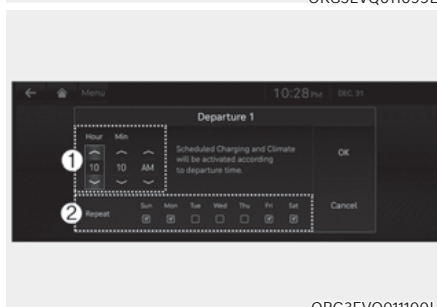 Menu 10:28 PM DEC. 31
Departure 1
Hour Min
1
10 10 AM
Scheduled Charging and Climate
will be activated according
to departure time.
OK
2
Repeat
Sun Mon Tue Wed Thu Fri Sat
Cancel